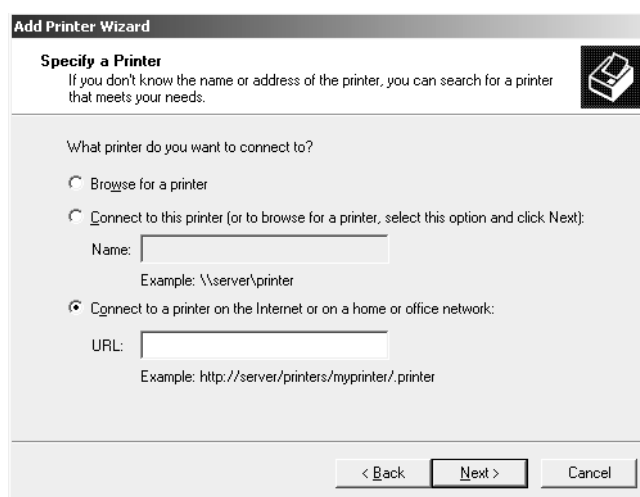 Add Printer Wizard
Specify a Printer
If you don't know the name or address of the printer, you can search for a printer
that meets your needs.
What printer do you want to connect to?
Browse for a printer
Connect to this printer (or to browse for a printer, select this option and click Next):
Name:
Example: \\server\printer
Connect to a printer on the Internet or on a home or office network:
URL:
Example: http://server/printers/myprinter/.printer
< Back Next > Cancel